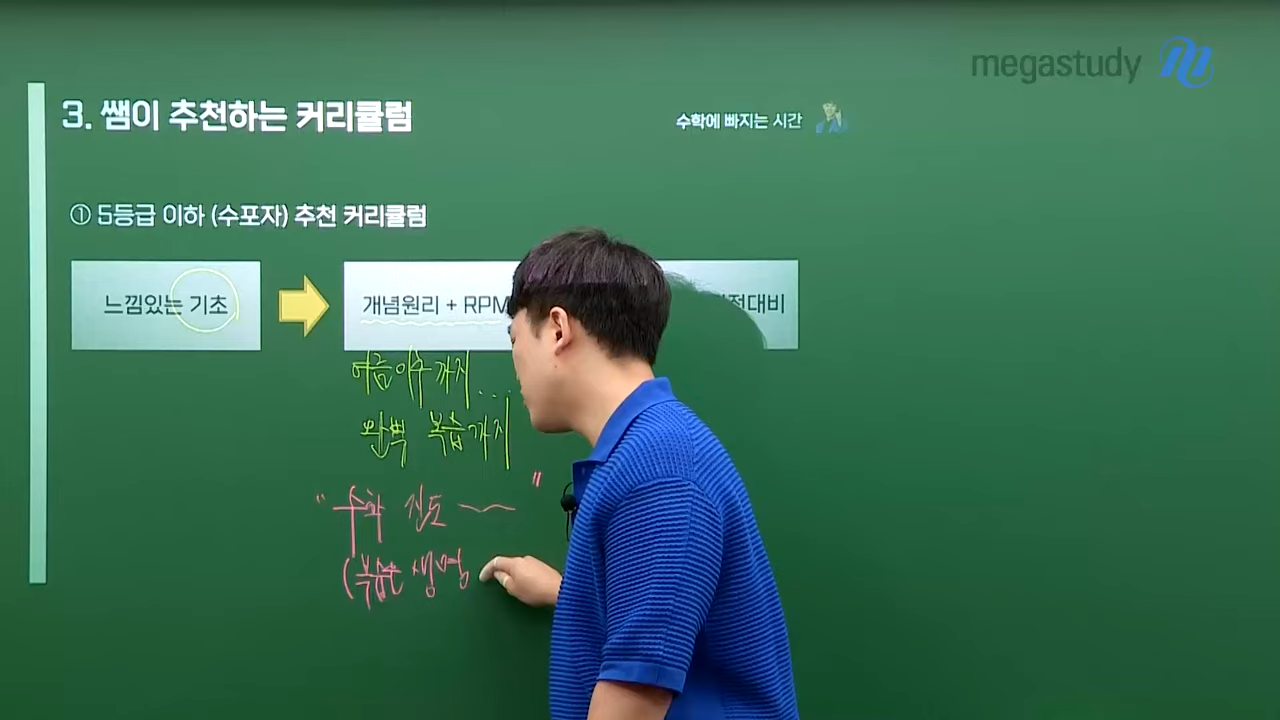 megastudy
3. 쌤이 추천하는 커리큘럼
수학에 빠지는 시간
① 5등급 이하 (수포자) 추천 커리큘럼
느낌있는 기초
개념원리 + RPM
대비
여름 이후까지...
완벽 복습까지
"수학 진도 ~~"
(복습은 생명